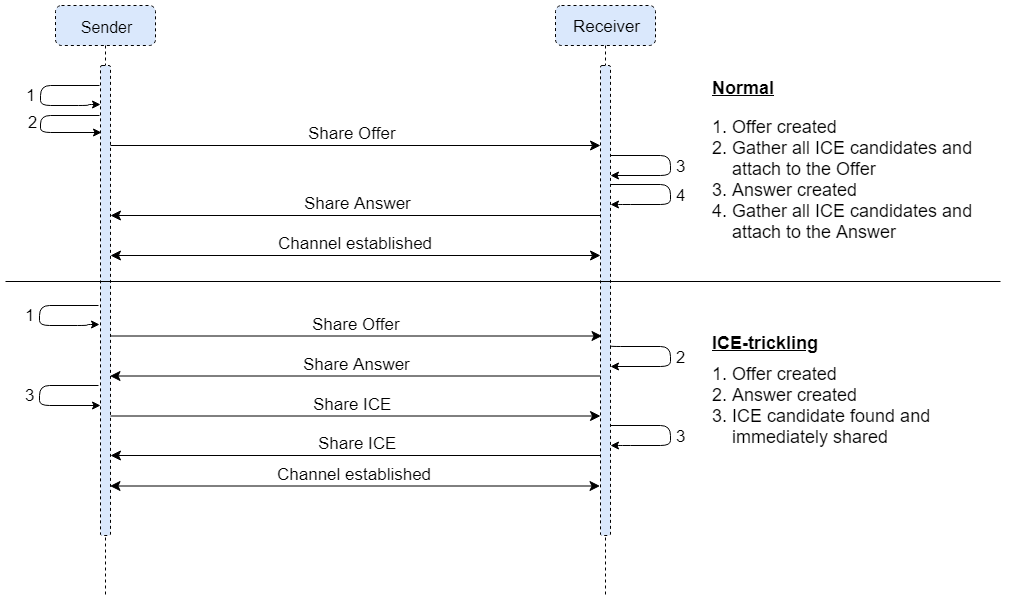 Sender
Receiver
1
2
Share Offer
3
4
Share Answer
Channel established
Normal
1. Offer created
2. Gather all ICE candidates and
attach to the Offer
3. Answer created
4. Gather all ICE candidates and
attach to the Answer
1
Share Offer
2
Share Answer
3
Share ICE
3
Share ICE
Channel established
ICE-trickling
1. Offer created
2. Answer created
3. ICE candidate found and
immediately shared